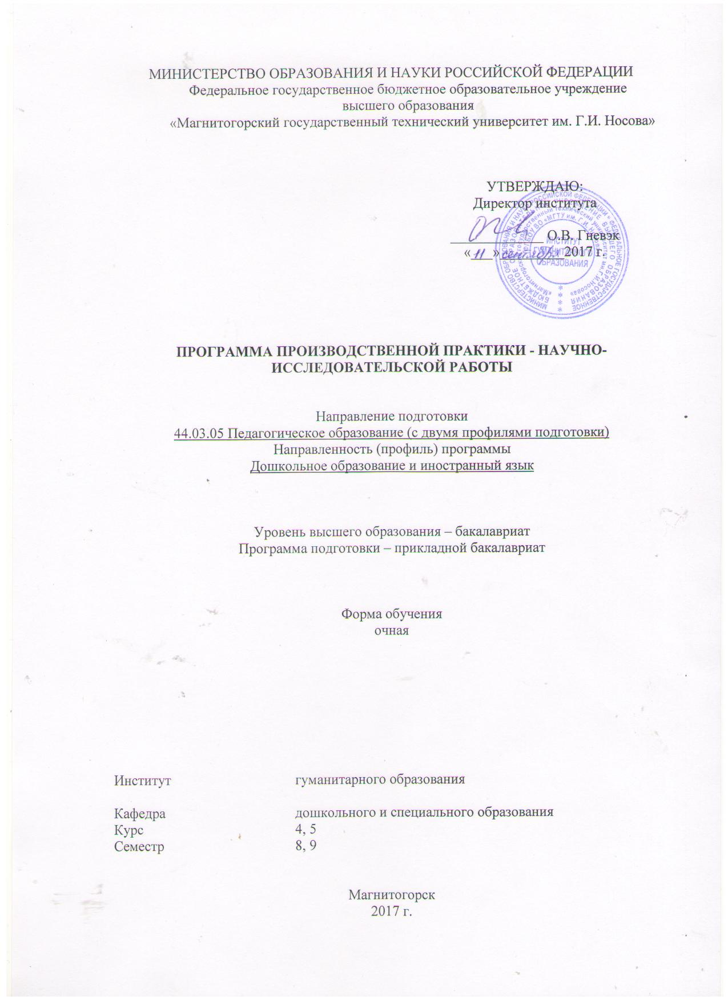 МИНИСТЕРСТВО ОБРАЗОВАНИЯ И НАУКИ РОССИЙСКОЙ ФЕДЕРАЦИИ
Федеральное государственное бюджетное образовательное учреждение
высшего образования
«Магнитогорский государственный технический университет им. Г.И. Носова»
УТВЕРЖДАЮ:
Директор института
О.В. Гневэк
«11» сентября 2017 г.
ИНСТИТУТ
ГУМАНИТАРНОГО
ОБРАЗОВАНИЯ
ПРОГРАММА ПРОИЗВОДСТВЕННОЙ ПРАКТИКИ - НАУЧНО-
ИССЛЕДОВАТЕЛЬСКОЙ РАБОТЫ
Направление подготовки
44.03.05 Педагогическое образование (с двумя профилями подготовки)
Направленность (профиль) программы
Дошкольное образование и иностранный язык
Уровень высшего образования – бакалавриат
Программа подготовки – прикладной бакалавриат
Форма обучения
очная
Институт гуманитарного образования
Кафедра дошкольного и специального образования
Курс 4, 5
Семестр 8, 9
Магнитогорск
2017 г.